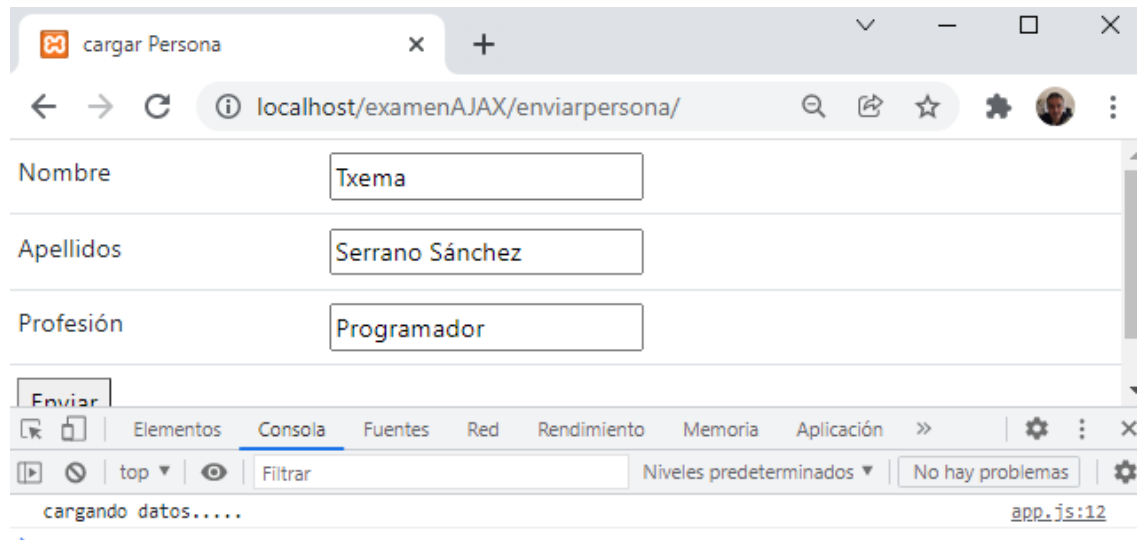 cargar Persona
localhost/examenAJAX/enviarpersona/
Nombre Txema
Apellidos Serrano Sánchez
Profesión Programador
Enviar
Elementos Consola Fuentes Red Rendimiento Memoria Aplicación
top Filtrar Niveles predeterminados No hay problemas
cargando datos..... app.js:12